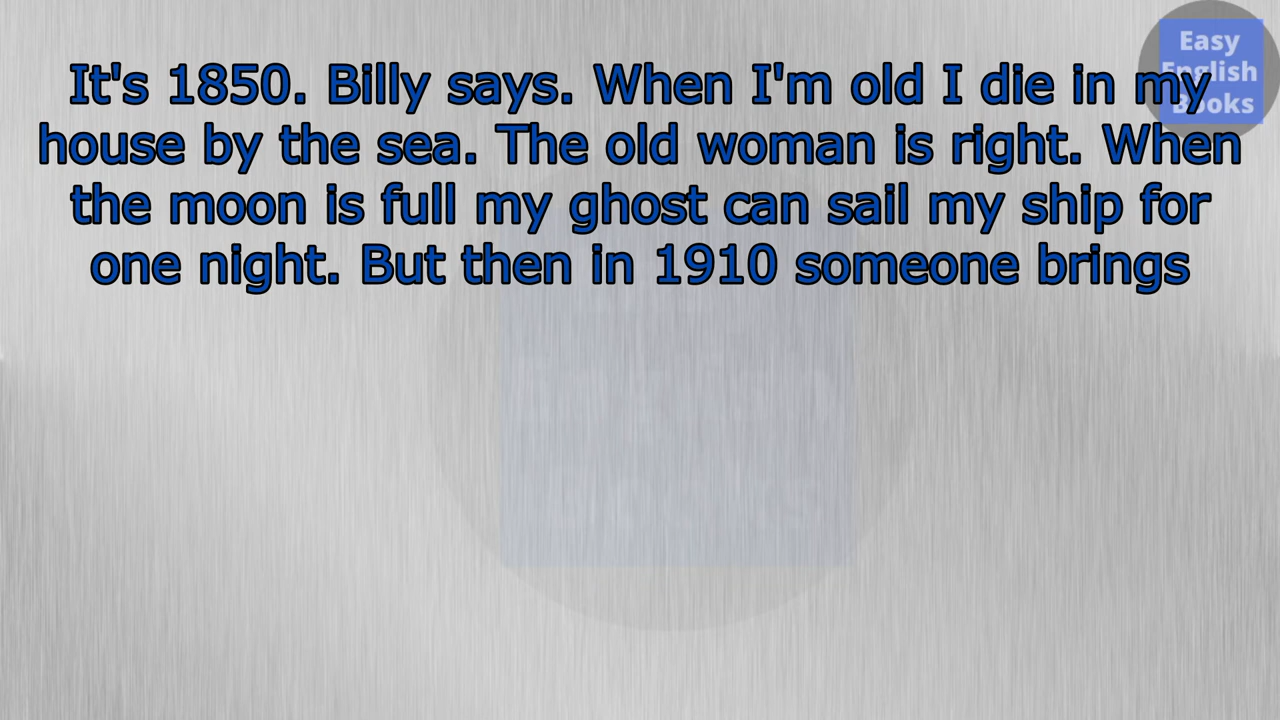 Easy
English
Books
It's 1850. Billy says. When I'm old I die in my
house by the sea. The old woman is right. When
the moon is full my ghost can sail my ship for
one night. But then in 1910 someone brings